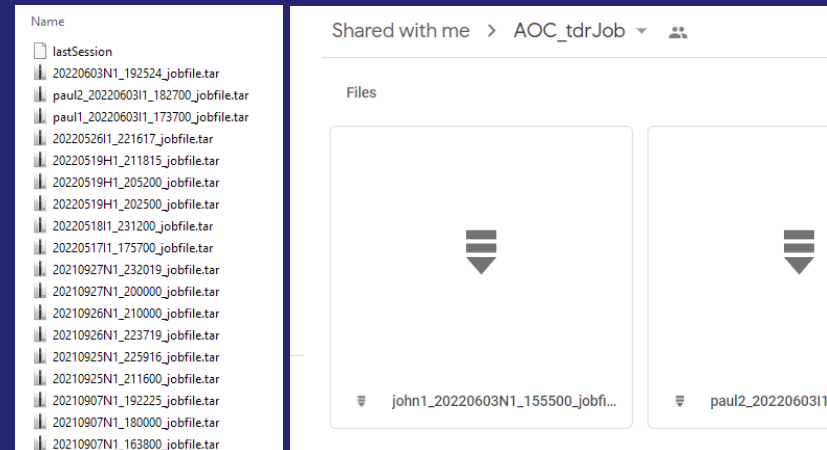 Name
lastSession
20220603N1_192524_jobfile.tar
paul2_20220603I1_182700_jobfile.tar
paul1_20220603I1_173700_jobfile.tar
20220526I1_221617_jobfile.tar
20220519H1_211815_jobfile.tar
20220519H1_205200_jobfile.tar
20220519H1_202500_jobfile.tar
20220518I1_231200_jobfile.tar
20220517I1_175700_jobfile.tar
20210927N1_232019_jobfile.tar
20210927N1_200000_jobfile.tar
20210926N1_210000_jobfile.tar
20210926N1_223719_jobfile.tar
20210925N1_225916_jobfile.tar
20210925N1_211600_jobfile.tar
20210907N1_192225_jobfile.tar
20210907N1_180000_jobfile.tar
20210907N1_163800_jobfile.tar
Shared with me > AOC_tdrJob
Files
john1_20220603N1_155500_jobfi...
paul2_20220603I1